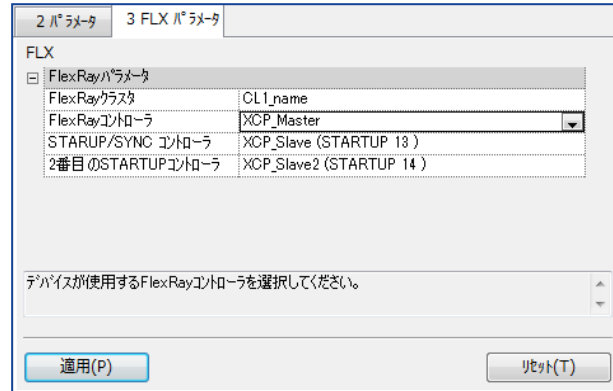 2 ﾊﾟﾗﾒｰﾀ 3 FLX ﾊﾟﾗﾒｰﾀ
FLX
FlexRayﾊﾟﾗﾒｰﾀ
FlexRayｸﾗｽﾀ CL1_name
FlexRayｺﾝﾄﾛｰﾗ XCP_Master
STARUP/SYNC ｺﾝﾄﾛｰﾗ XCP_Slave (STARTUP 13 )
2番目のSTARTUPｺﾝﾄﾛｰﾗ XCP_Slave2 (STARTUP 14 )
ﾃﾞﾊﾞｲｽが使用するFlexRayｺﾝﾄﾛｰﾗを選択してください。
適用(P) ﾘｾｯﾄ(T)